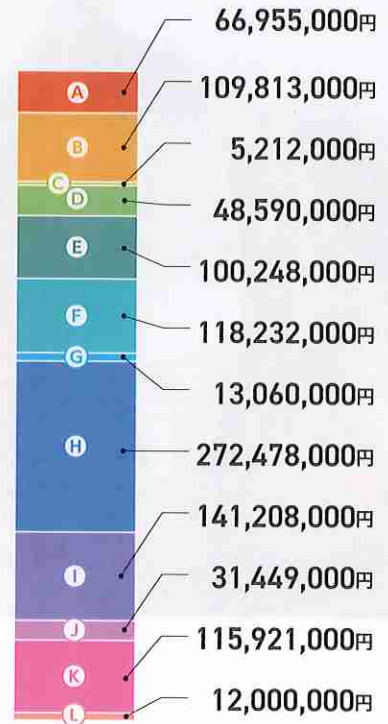 66,955,000円
A
109,813,000円
B
5,212,000円
C
D
48,590,000円
E
100,248,000円
F
118,232,000円
G
13,060,000円
H
272,478,000円
141,208,000円
I
31,449,000円
J
115,921,000円
K
12,000,000円
L